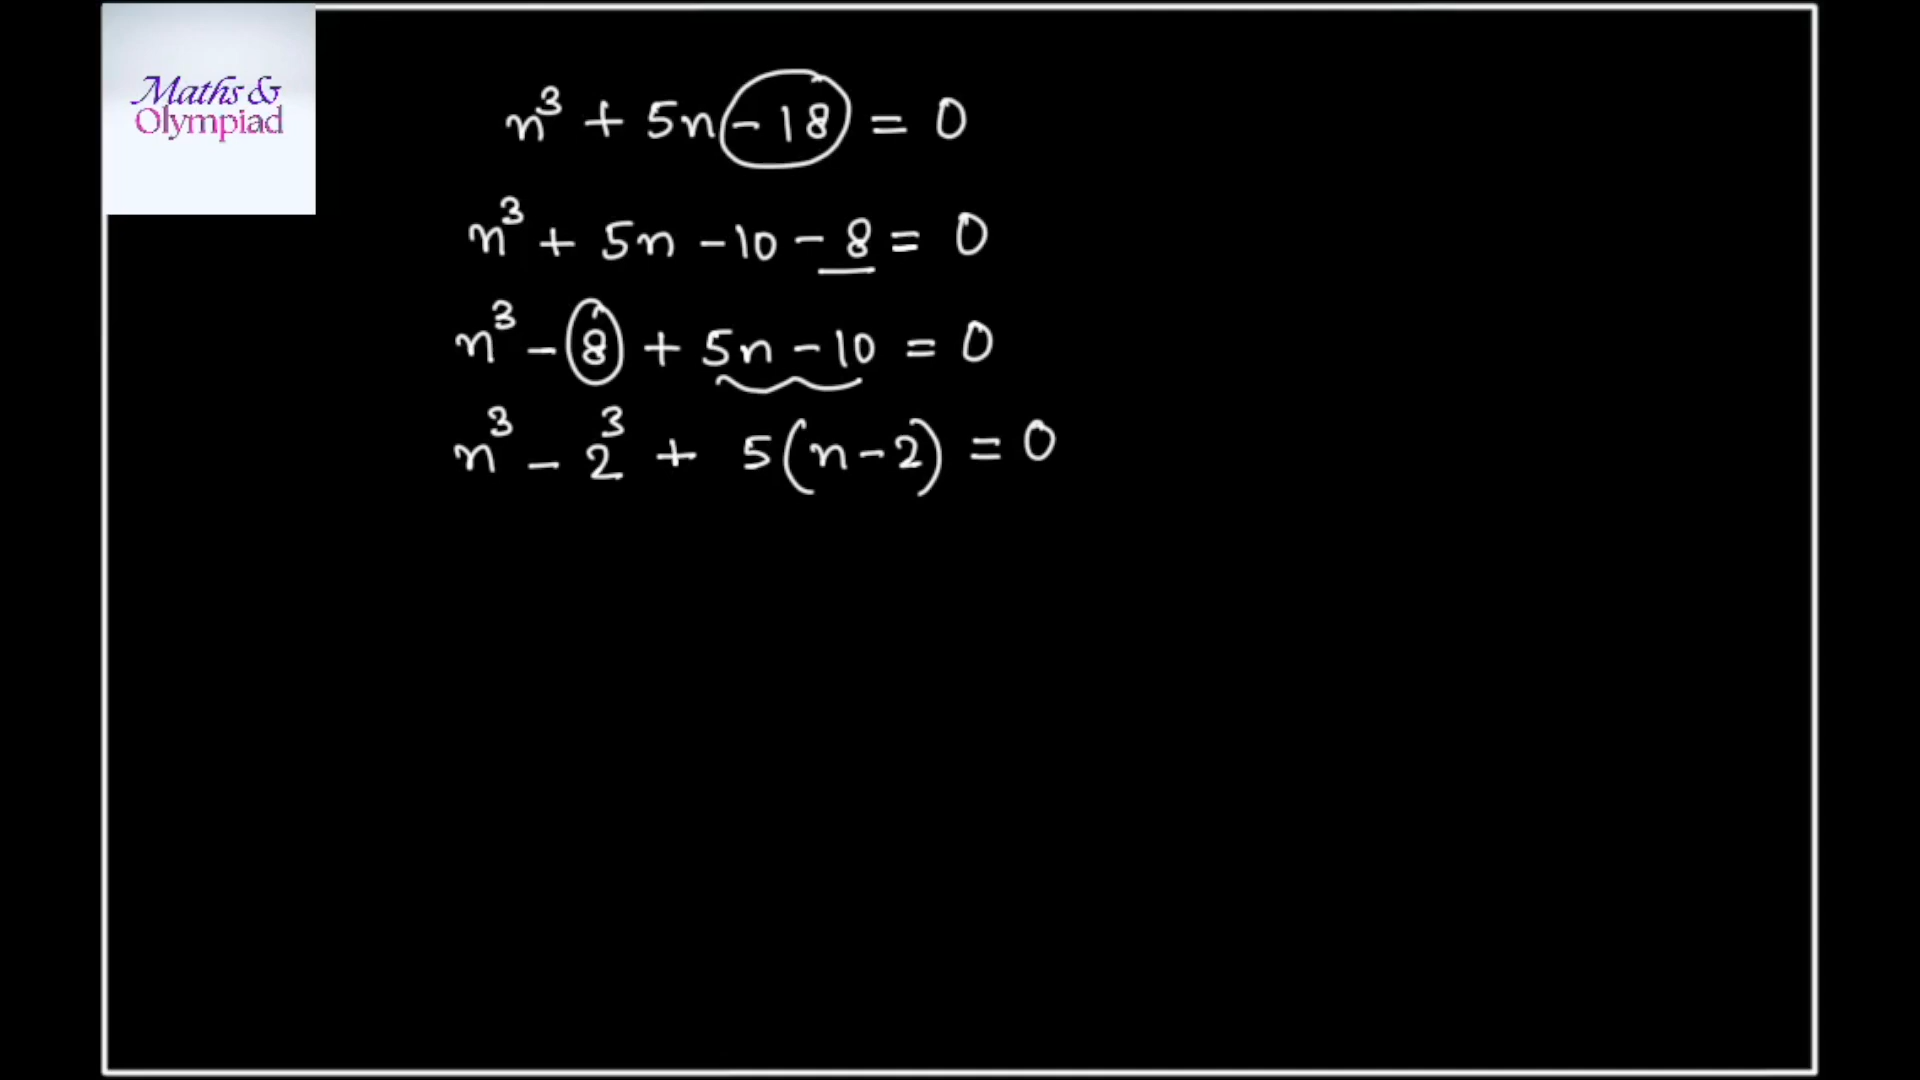 Maths &
Olympiad
n³ + 5n - 18 = 0
n³ + 5n - 10 - 8 = 0
n³ - 8 + 5n - 10 = 0
n³ - 2³ + 5(n - 2) = 0